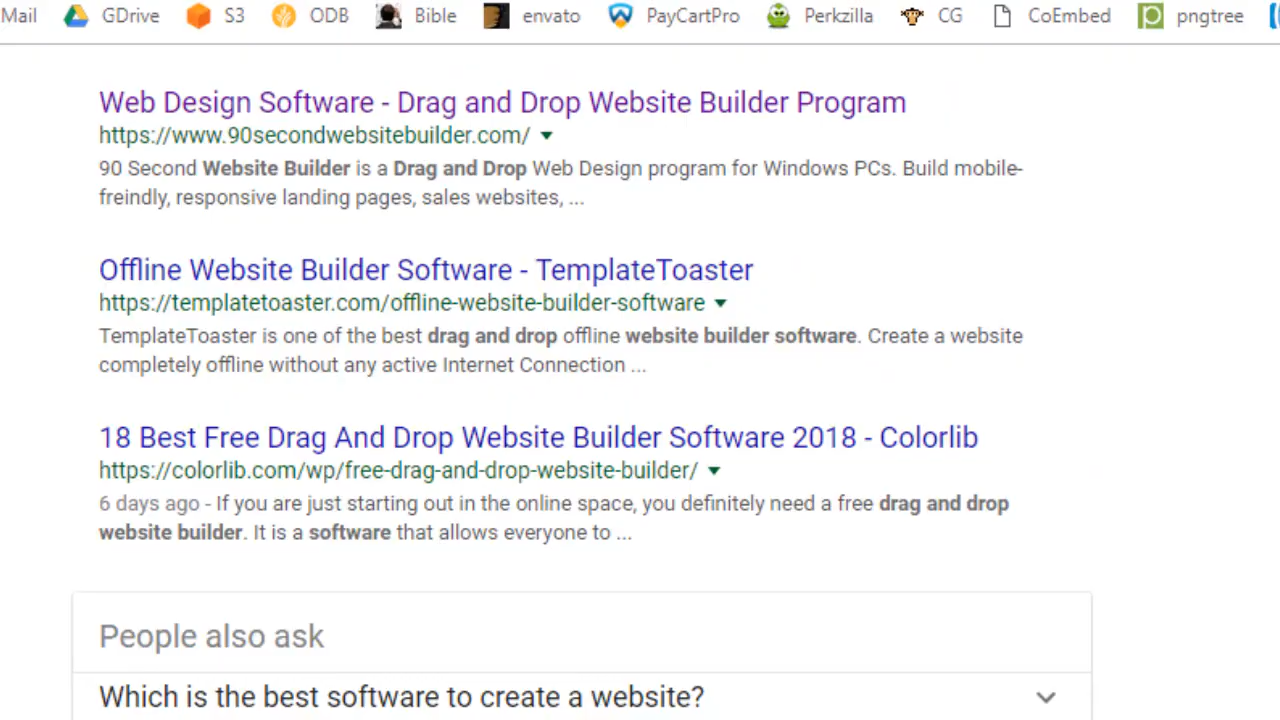 Mail GDrive S3 ODB Bible envato PayCartPro Perkzilla CG CoEmbed pngtree
Web Design Software - Drag and Drop Website Builder Program
https://www.90secondwebsitebuilder.com/
90 Second Website Builder is a Drag and Drop Web Design program for Windows PCs. Build mobile-
freindly, responsive landing pages, sales websites, ...
Offline Website Builder Software - TemplateToaster
https://templatetoaster.com/offline-website-builder-software
TemplateToaster is one of the best drag and drop offline website builder software. Create a website
completely offline without any active Internet Connection ...
18 Best Free Drag And Drop Website Builder Software 2018 - Colorlib
https://colorlib.com/wp/free-drag-and-drop-website-builder/
6 days ago - If you are just starting out in the online space, you definitely need a free drag and drop
website builder. It is a software that allows everyone to ...
People also ask
Which is the best software to create a website?